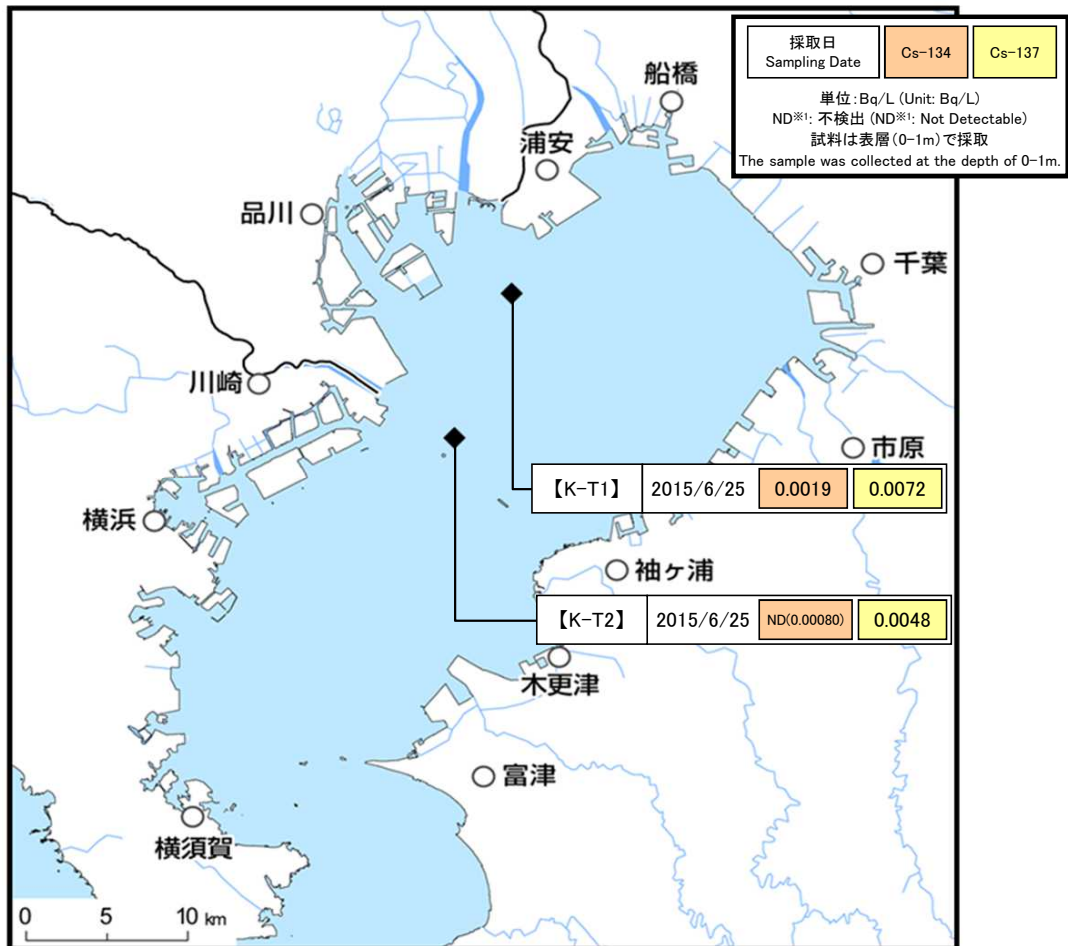 採取日
Sampling Date
Cs-134
Cs-137
単位:Bq/L (Unit: Bq/L)
ND※1: 不検出 (ND※1: Not Detectable)
試料は表層(0-1m)で採取
The sample was collected at the depth of 0-1m.
船橋
浦安
品川
千葉
川崎
市原
【K-T1】 2015/6/25 0.0019 0.0072
横浜
袖ヶ浦
【K-T2】 2015/6/25 ND(0.00080) 0.0048
木更津
富津
横須賀
0 5 10 km